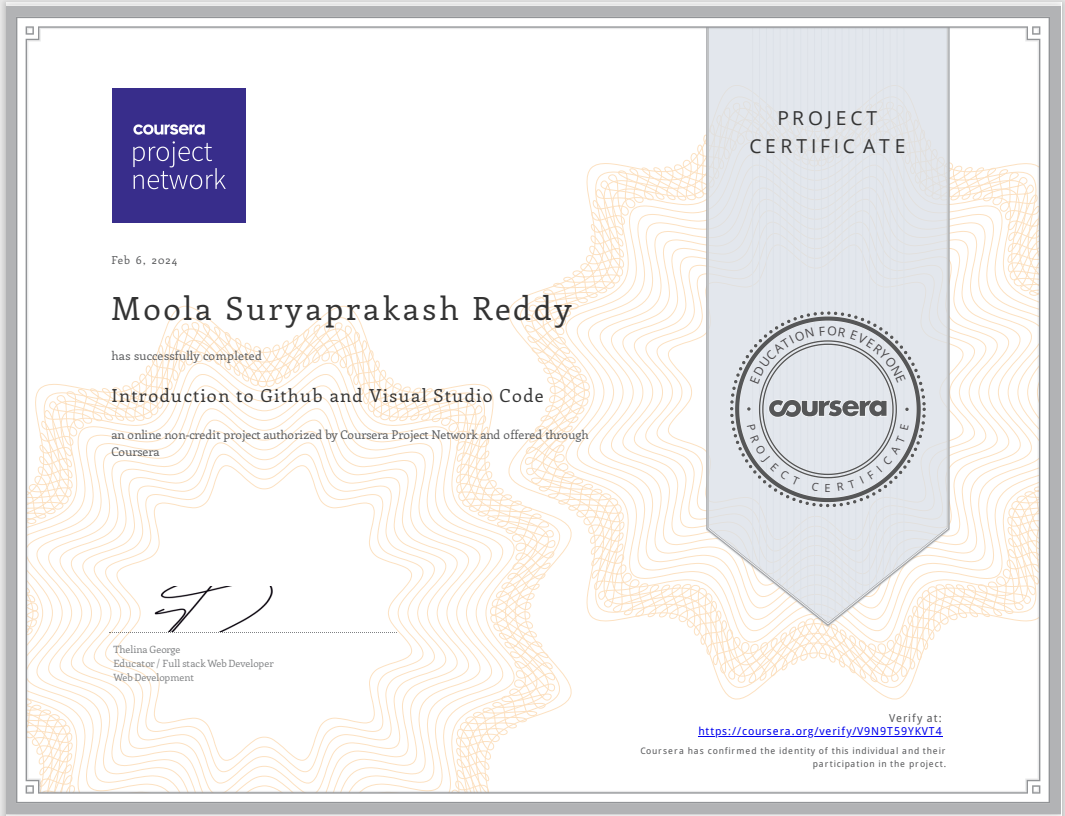 coursera
project
network
PROJECT
CERTIFICATE
Feb 6, 2024
Moola Suryaprakash Reddy
has successfully completed
Introduction to Github and Visual Studio Code
an online non-credit project authorized by Coursera Project Network and offered through
Coursera
EDUCATION FOR EVERYONE
coursera
PROJECT CERTIFICATE
Thelina George
Educator / Full stack Web Developer
Web Development
Verify at:
https://coursera.org/verify/V9N9T59YKVT4
Coursera has confirmed the identity of this individual and their
participation in the project.